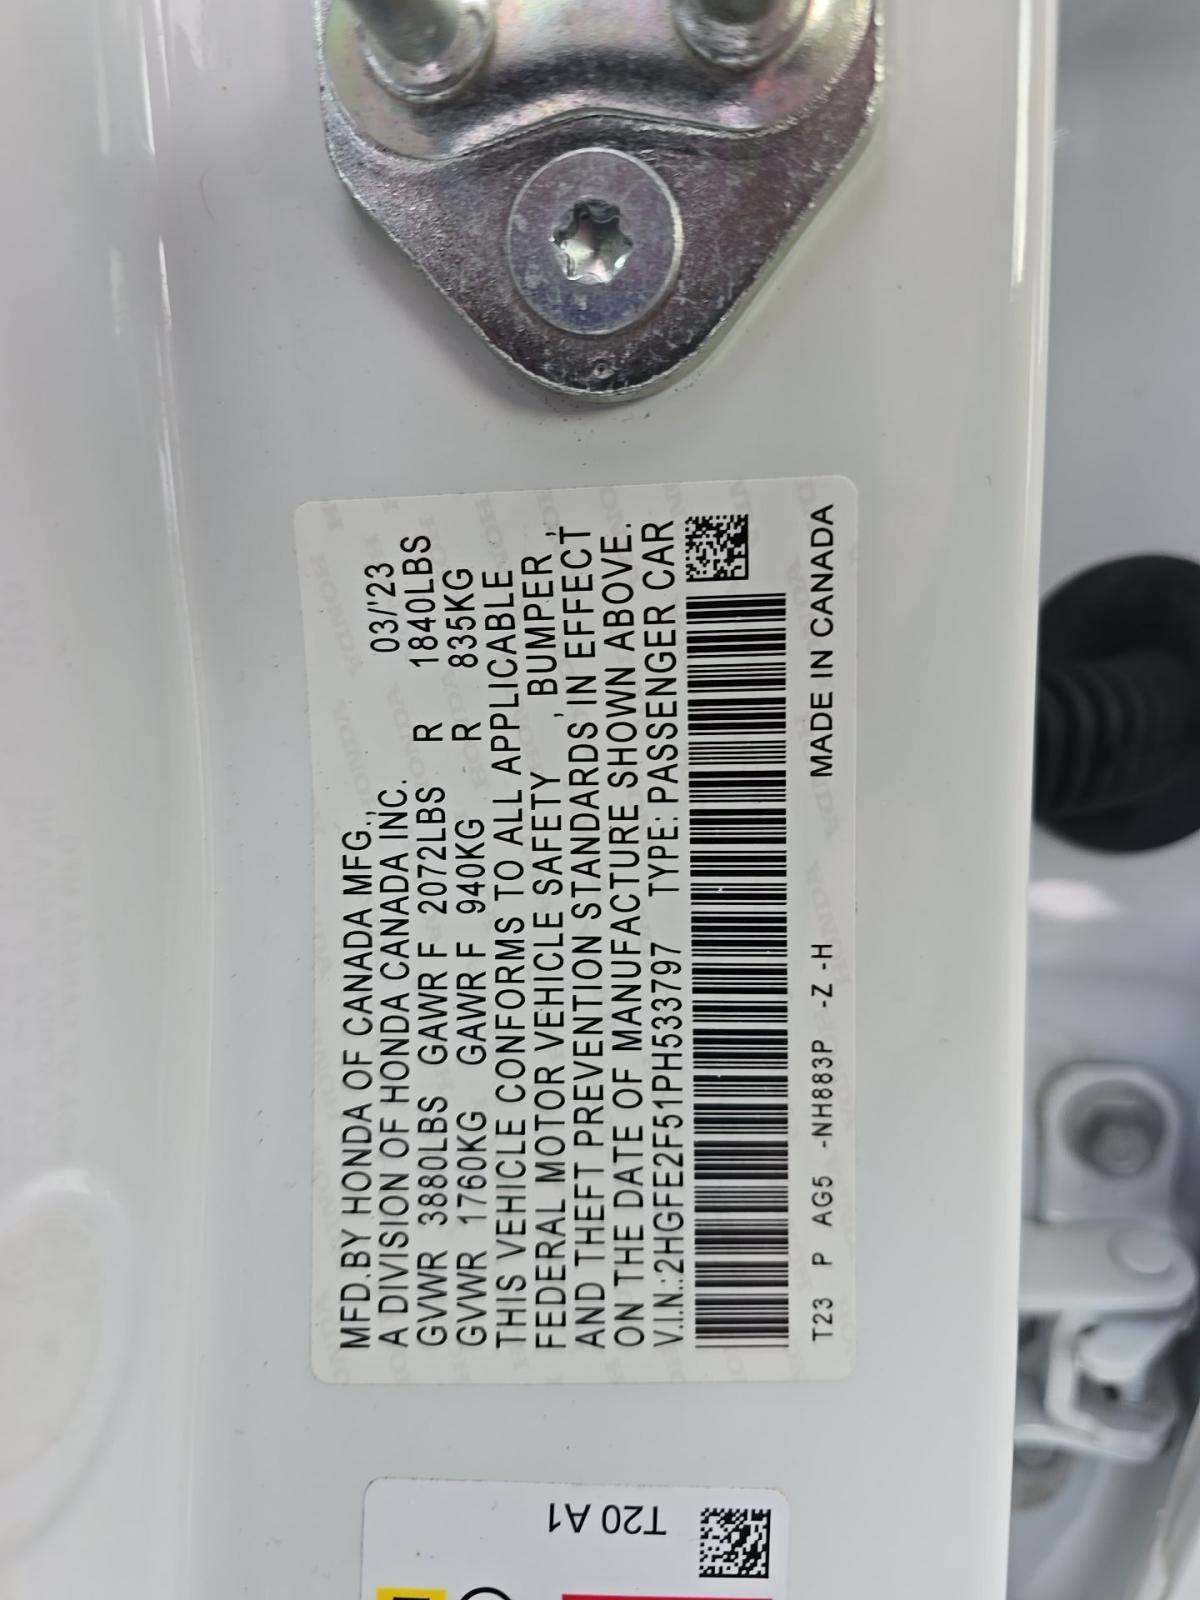 MFD.BY HONDA OF CANADA MFG.,
A DIVISION OF HONDA CANADA INC. 03/'23
GVWR 3880LBS GAWR F 2072LBS R 1840LBS
GVWR 1760KG GAWR F 940KG R 835KG
THIS VEHICLE CONFORMS TO ALL APPLICABLE
FEDERAL MOTOR VEHICLE SAFETY , BUMPER ,
AND THEFT PREVENTION STANDARDS IN EFFECT
ON THE DATE OF MANUFACTURE SHOWN ABOVE.
V.I.N.:2HGFE2F51PH533797 TYPE: PASSENGER CAR
T23 P AG5 -NH883P -Z -H MADE IN CANADA
T20 A1